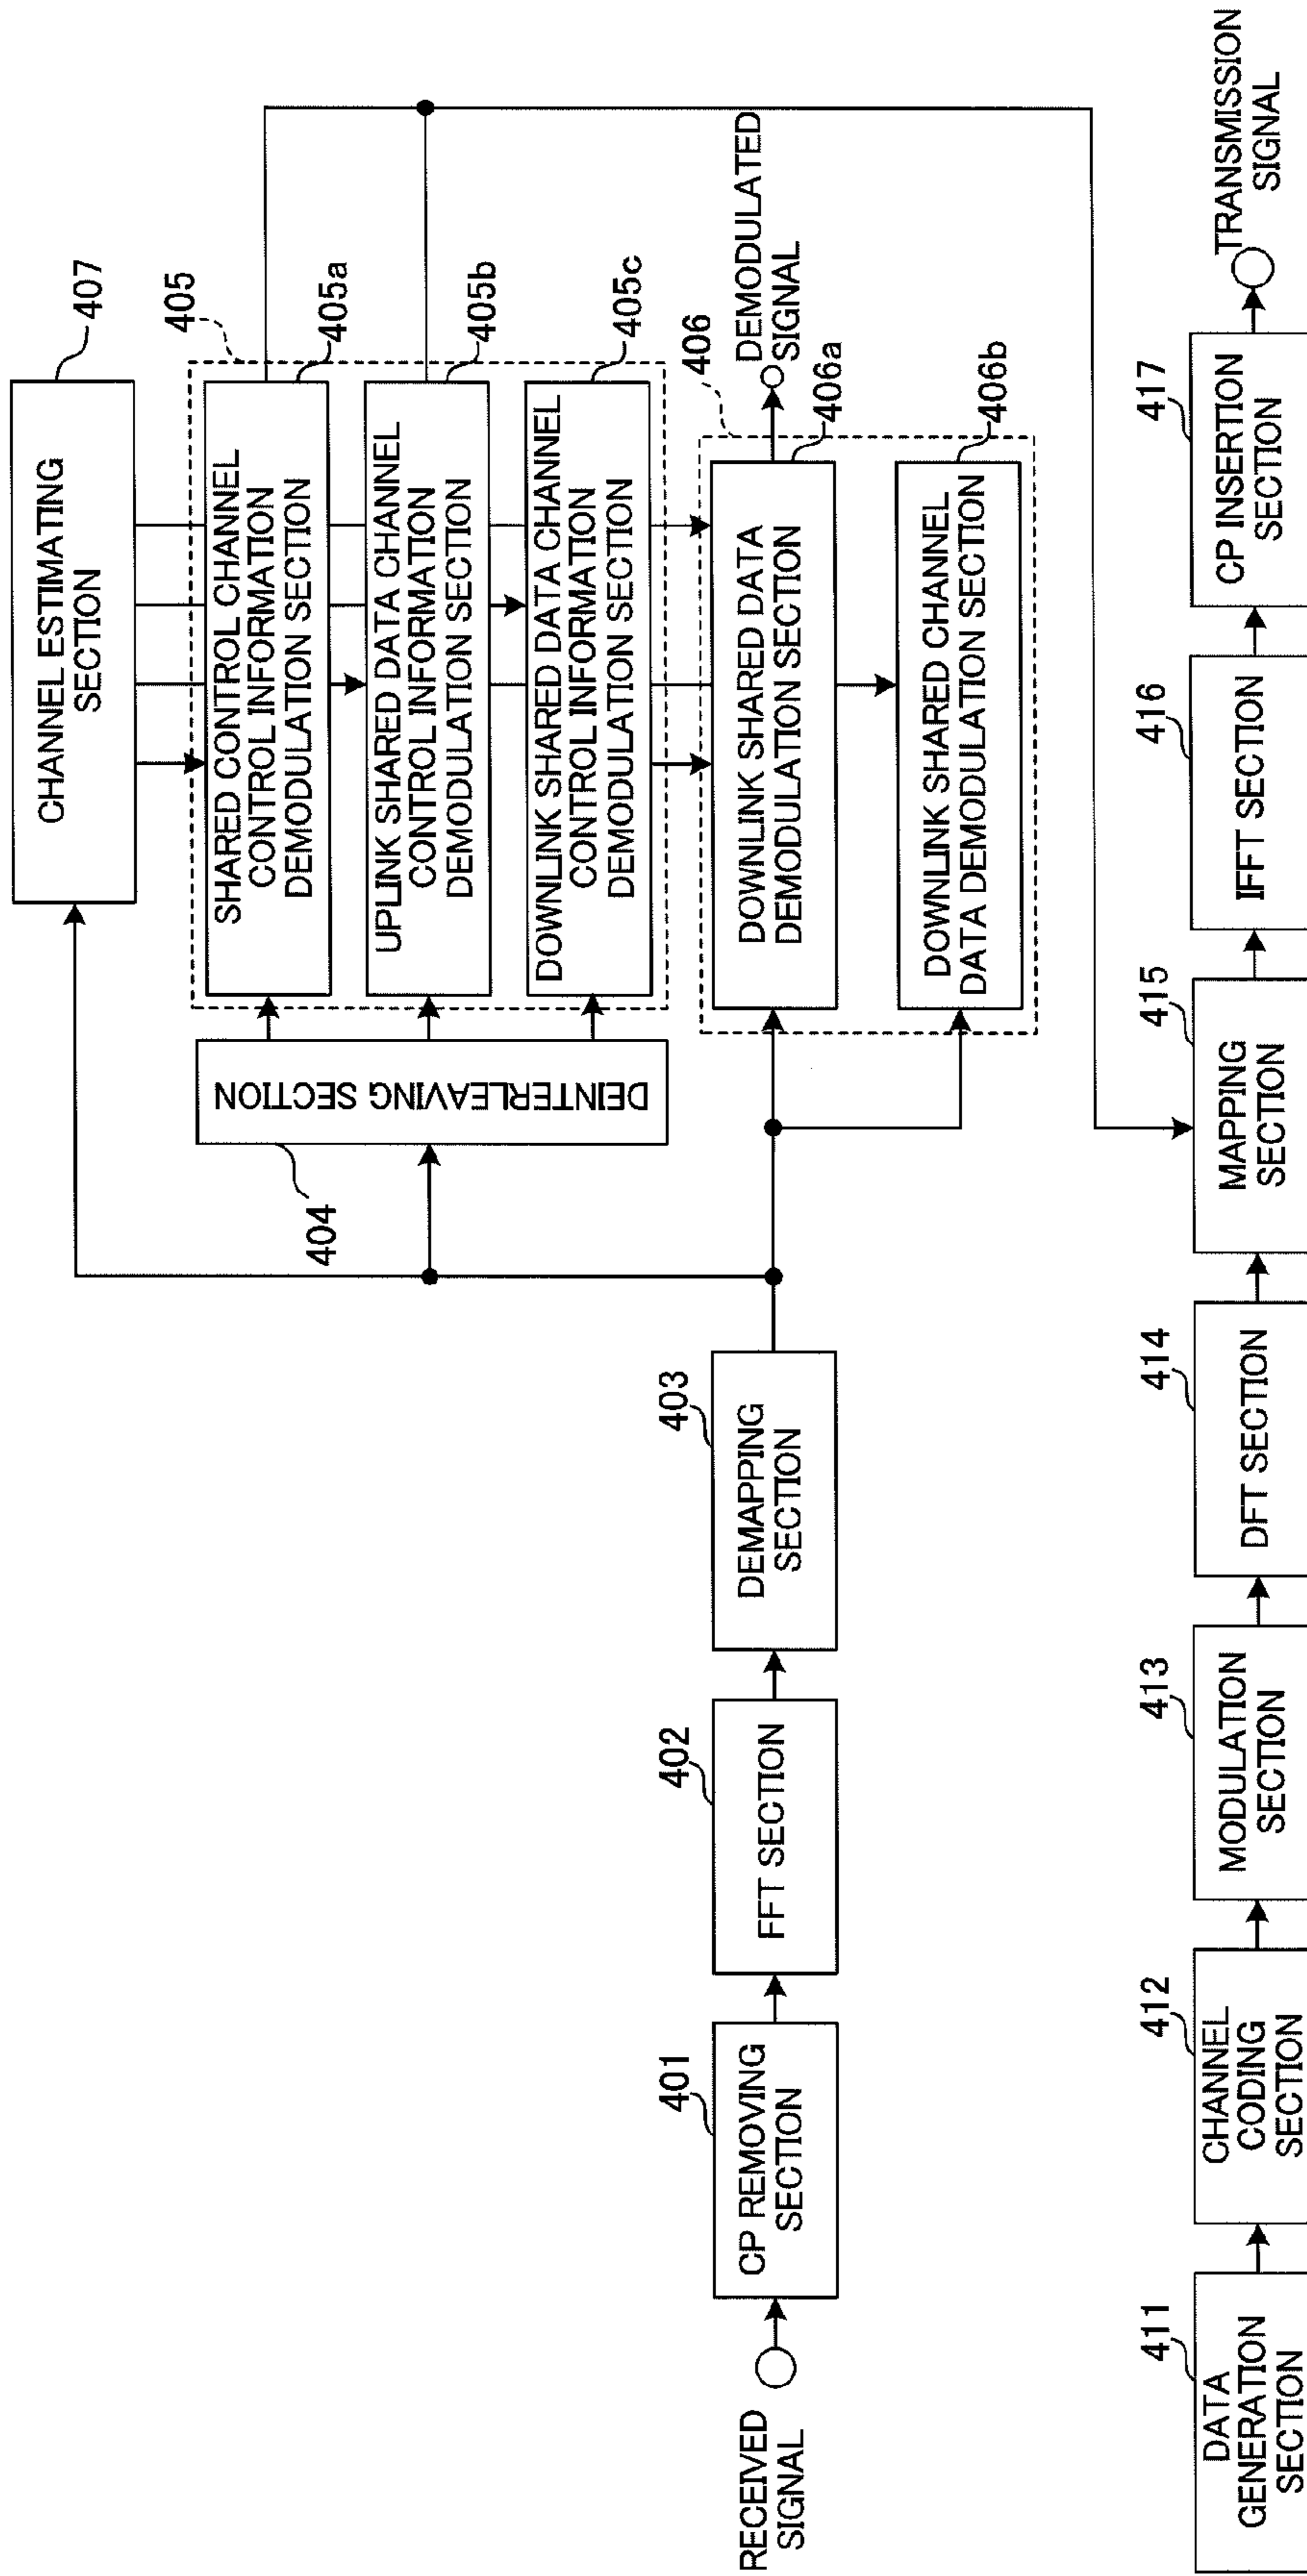 RECEIVED
SIGNAL
401
CP REMOVING
SECTION
402
FFT SECTION
403
DEMAPPING
SECTION
404
DEINTERLEAVING SECTION
CHANNEL ESTIMATING
SECTION
407
405
SHARED CONTROL CHANNEL
CONTROL INFORMATION
DEMODULATION SECTION
405a
UPLINK SHARED DATA CHANNEL
CONTROL INFORMATION
DEMODULATION SECTION
405b
DOWNLINK SHARED DATA CHANNEL
CONTROL INFORMATION
DEMODULATION SECTION
405c
406
DEMODULATED
SIGNAL
DOWNLINK SHARED DATA
DEMODULATION SECTION
406a
DOWNLINK SHARED CHANNEL
DATA DEMODULATION SECTION
406b
411
DATA
GENERATION
SECTION
412
CHANNEL
CODING
SECTION
413
MODULATION
SECTION
414
DFT SECTION
415
MAPPING
SECTION
416
IFFT SECTION
417
CP INSERTION
SECTION
TRANSMISSION
SIGNAL